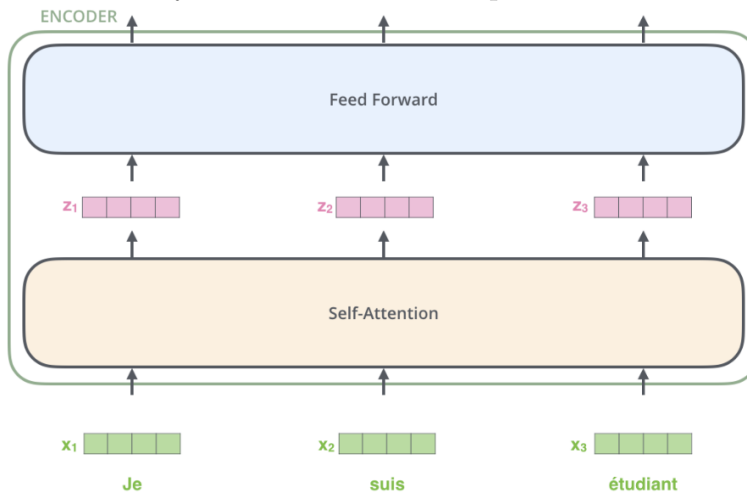 ENCODER
Feed Forward
z₁ z₂ z₃
Self-Attention
x₁ x₂ x₃
Je suis étudiant